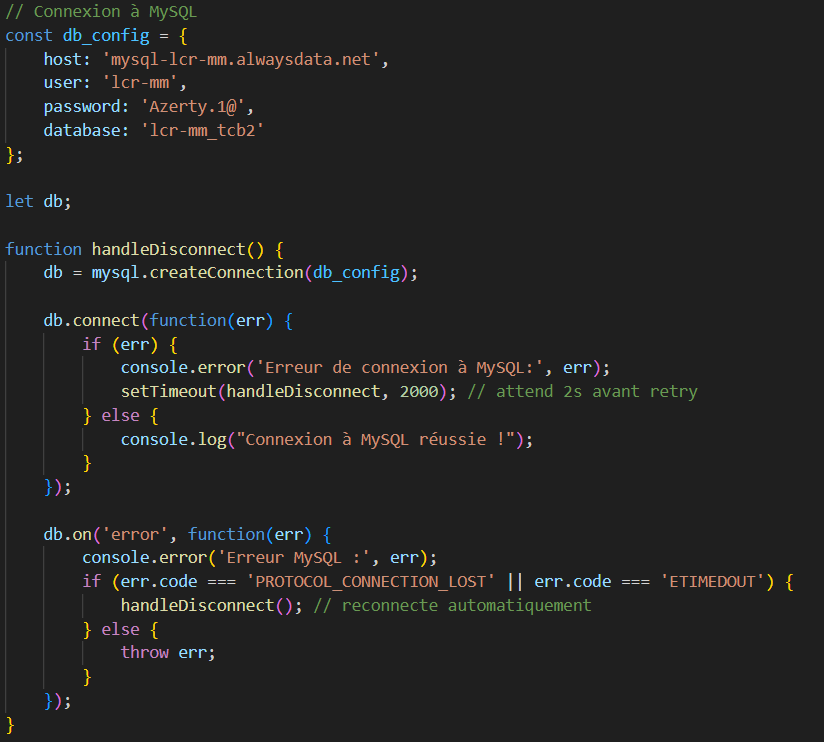 // Connexion à MySQL
const db_config = {
    host: 'mysql-lcr-mm.alwaysdata.net',
    user: 'lcr-mm',
    password: 'Azerty.1@',
    database: 'lcr-mm_tcb2'
};

let db;

function handleDisconnect() {
    db = mysql.createConnection(db_config);

    db.connect(function(err) {
        if (err) {
            console.error('Erreur de connexion à MySQL:', err);
            setTimeout(handleDisconnect, 2000); // attend 2s avant retry
        } else {
            console.log("Connexion à MySQL réussie !");
        }
    });

    db.on('error', function(err) {
        console.error('Erreur MySQL :', err);
        if (err.code === 'PROTOCOL_CONNECTION_LOST' || err.code === 'ETIMEDOUT') {
            handleDisconnect(); // reconnecte automatiquement
        } else {
            throw err;
        }
    });
}